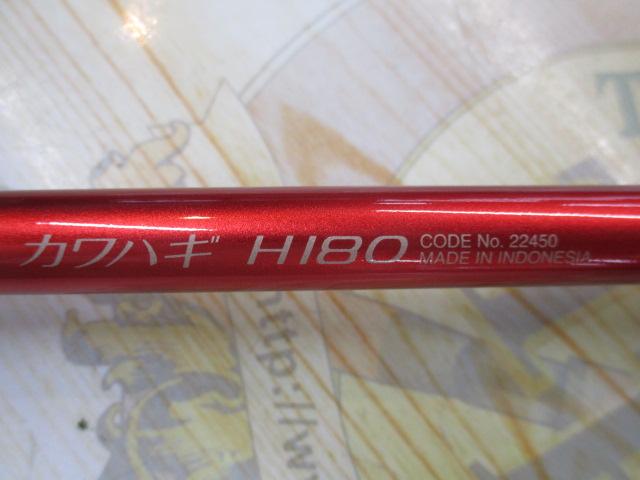 カワハギ H180 CODE No. 22450
MADE IN INDONESIA